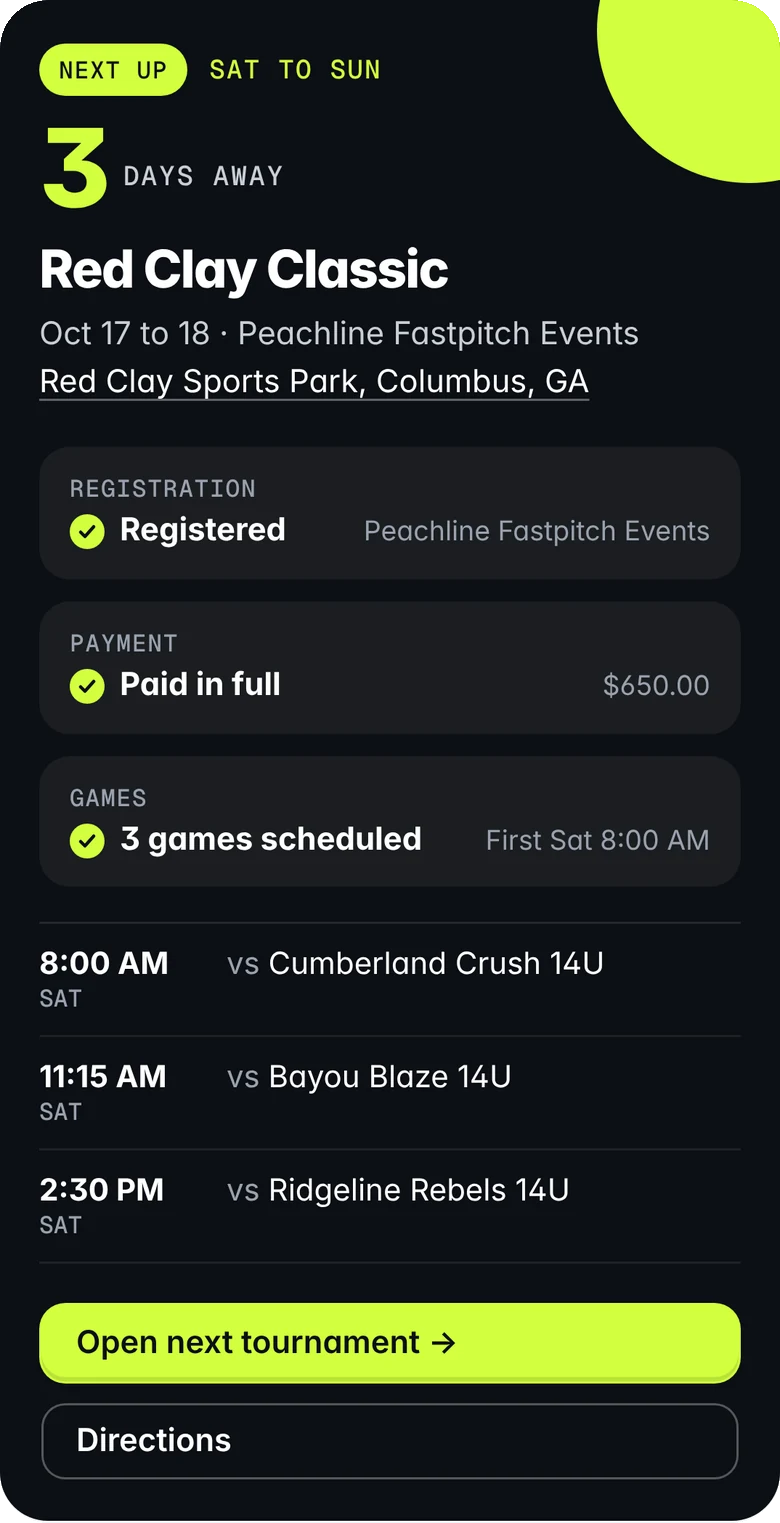 NEXT UP SAT TO SUN
3 DAYS AWAY
Red Clay Classic
Oct 17 to 18 · Peachline Fastpitch Events
Red Clay Sports Park, Columbus, GA
REGISTRATION
Registered Peachline Fastpitch Events
PAYMENT
Paid in full $650.00
GAMES
3 games scheduled First Sat 8:00 AM
8:00 AM vs Cumberland Crush 14U
SAT
11:15 AM vs Bayou Blaze 14U
SAT
2:30 PM vs Ridgeline Rebels 14U
SAT
Open next tournament →
Directions